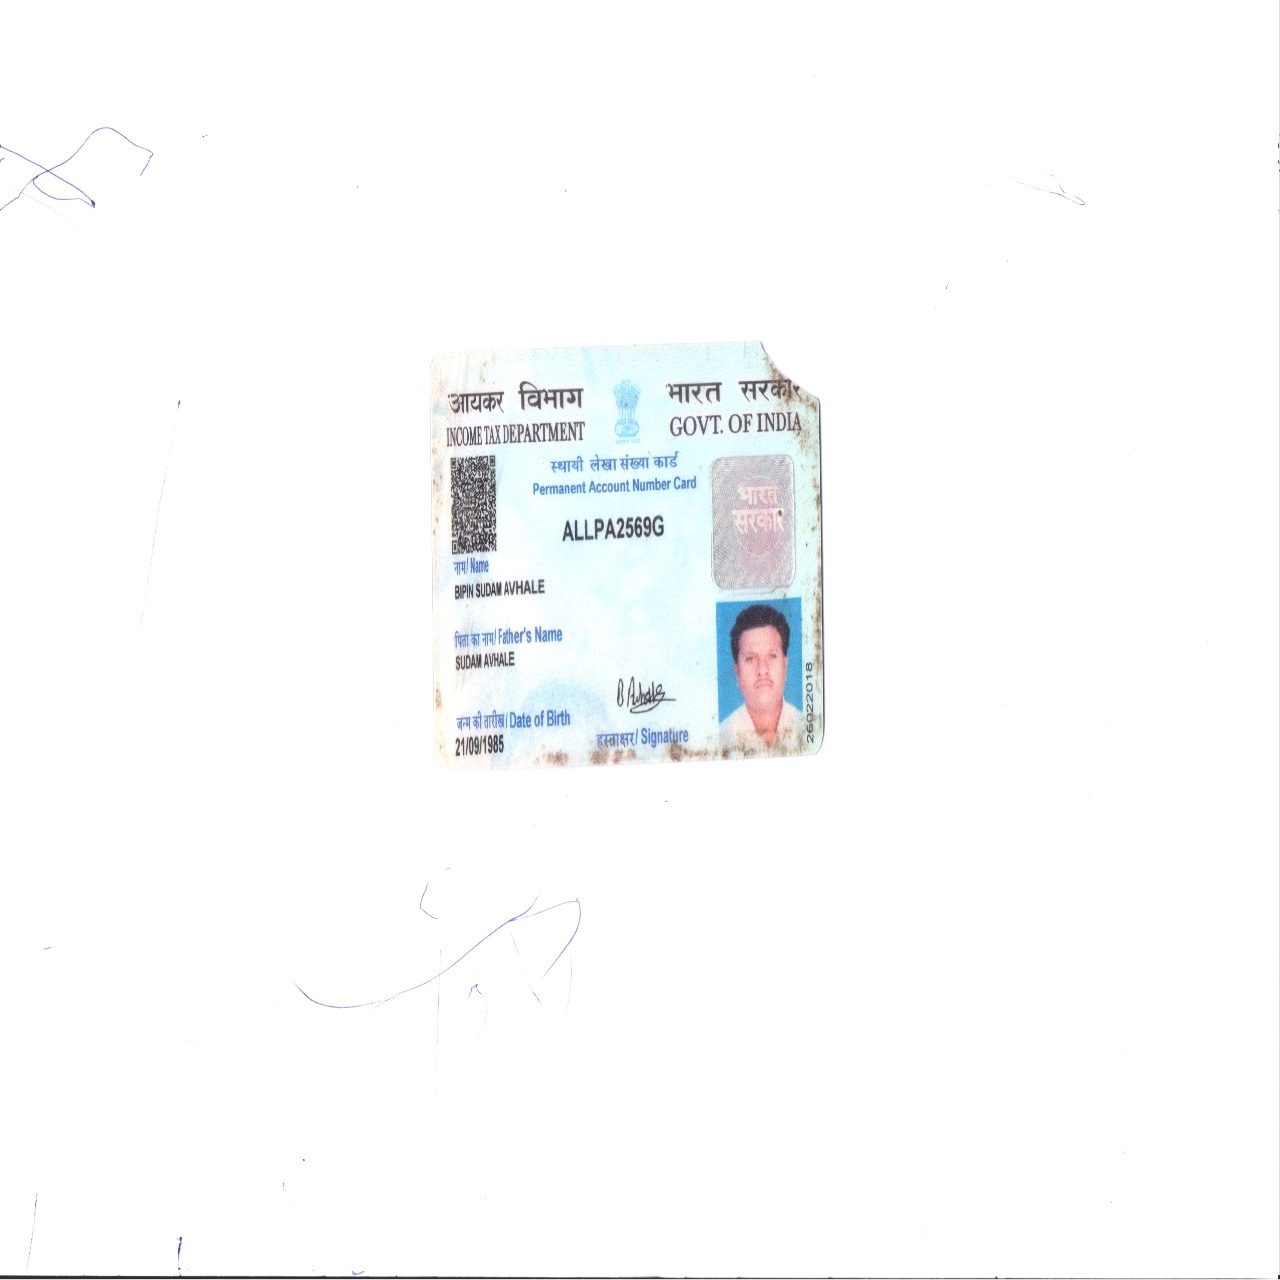 आयकर विभाग
INCOME TAX DEPARTMENT
भारत सरकार
GOVT. OF INDIA
स्थायी लेखा संख्या कार्ड
Permanent Account Number Card
ALLPA2569G
भारत
सरकार
नाम/ Name
BIPIN SUDAM AVHALE
पिता का नाम/ Father's Name
SUDAM AVHALE
जन्म की तारीख/ Date of Birth
21/09/1985
B Avhale
हस्ताक्षर/ Signature
26022018